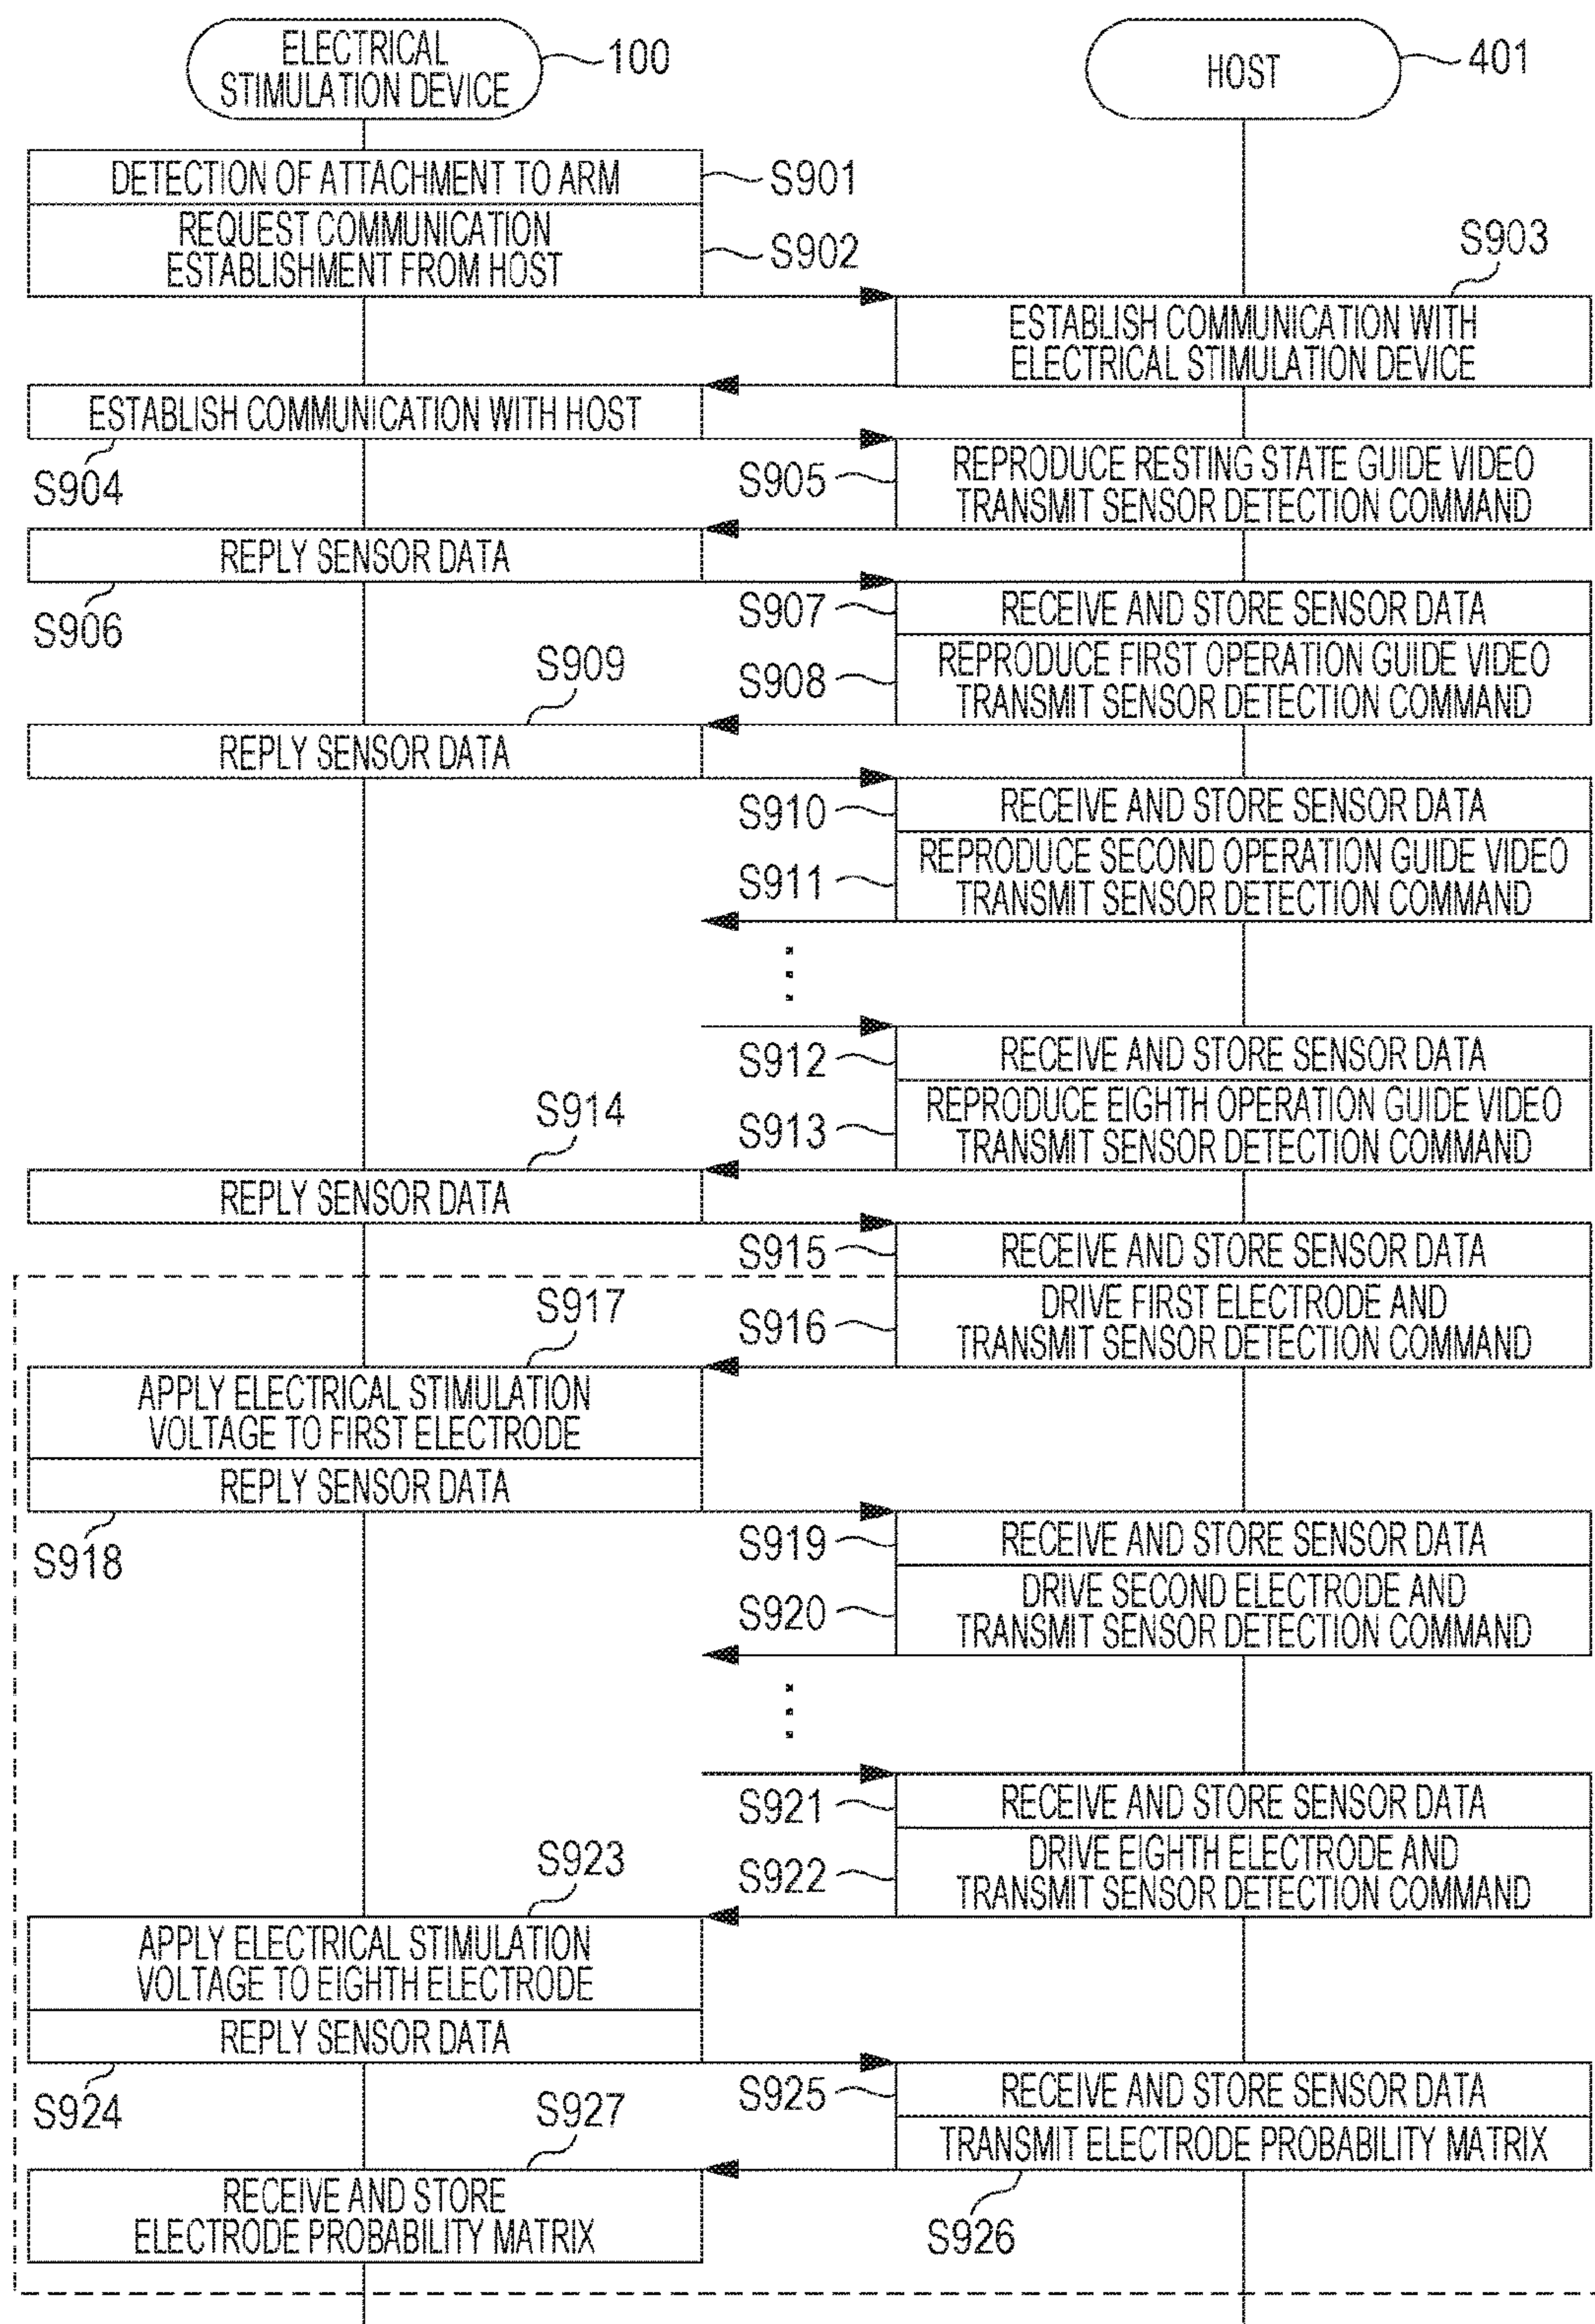 ELECTRICAL
STIMULATION DEVICE
100
HOST
401
DETECTION OF ATTACHMENT TO ARM
S901
REQUEST COMMUNICATION
ESTABLISHMENT FROM HOST
S902
S903
ESTABLISH COMMUNICATION WITH
ELECTRICAL STIMULATION DEVICE
ESTABLISH COMMUNICATION WITH HOST
S904
S905
REPRODUCE RESTING STATE GUIDE VIDEO
TRANSMIT SENSOR DETECTION COMMAND
REPLY SENSOR DATA
S906
S907
RECEIVE AND STORE SENSOR DATA
S908
REPRODUCE FIRST OPERATION GUIDE VIDEO
TRANSMIT SENSOR DETECTION COMMAND
S909
REPLY SENSOR DATA
S910
RECEIVE AND STORE SENSOR DATA
S911
REPRODUCE SECOND OPERATION GUIDE VIDEO
TRANSMIT SENSOR DETECTION COMMAND
S912
RECEIVE AND STORE SENSOR DATA
S913
REPRODUCE EIGHTH OPERATION GUIDE VIDEO
TRANSMIT SENSOR DETECTION COMMAND
S914
REPLY SENSOR DATA
S915
RECEIVE AND STORE SENSOR DATA
S916
DRIVE FIRST ELECTRODE AND
TRANSMIT SENSOR DETECTION COMMAND
S917
APPLY ELECTRICAL STIMULATION
VOLTAGE TO FIRST ELECTRODE
REPLY SENSOR DATA
S918
S919
RECEIVE AND STORE SENSOR DATA
S920
DRIVE SECOND ELECTRODE AND
TRANSMIT SENSOR DETECTION COMMAND
S921
RECEIVE AND STORE SENSOR DATA
S922
DRIVE EIGHTH ELECTRODE AND
TRANSMIT SENSOR DETECTION COMMAND
S923
APPLY ELECTRICAL STIMULATION
VOLTAGE TO EIGHTH ELECTRODE
REPLY SENSOR DATA
S924
S925
RECEIVE AND STORE SENSOR DATA
TRANSMIT ELECTRODE PROBABILITY MATRIX
S926
S927
RECEIVE AND STORE
ELECTRODE PROBABILITY MATRIX